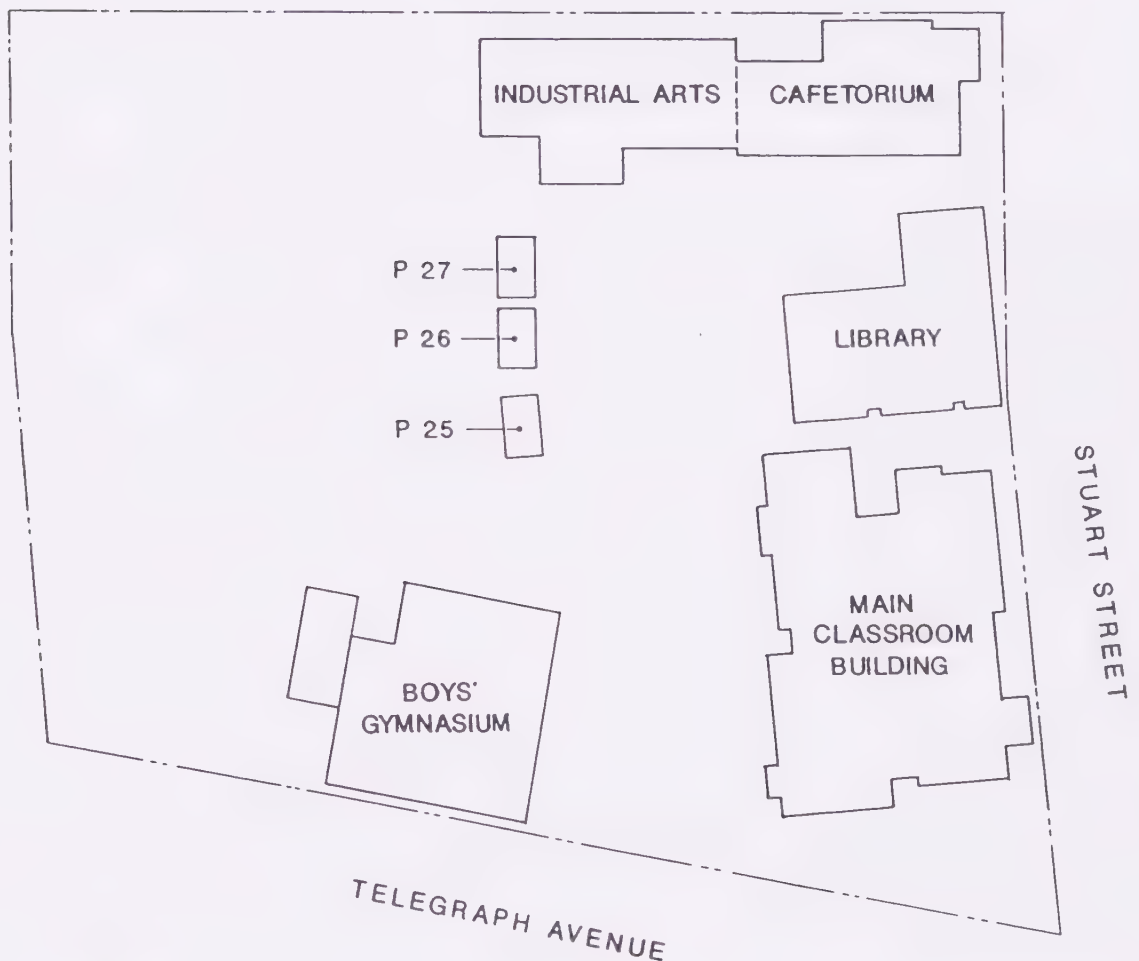 INDUSTRIAL ARTS
CAFETORIUM
P 27
P 26
LIBRARY
P 25
STUART STREET
MAIN
CLASSROOM
BUILDING
BOYS'
GYMNASIUM
TELEGRAPH AVENUE